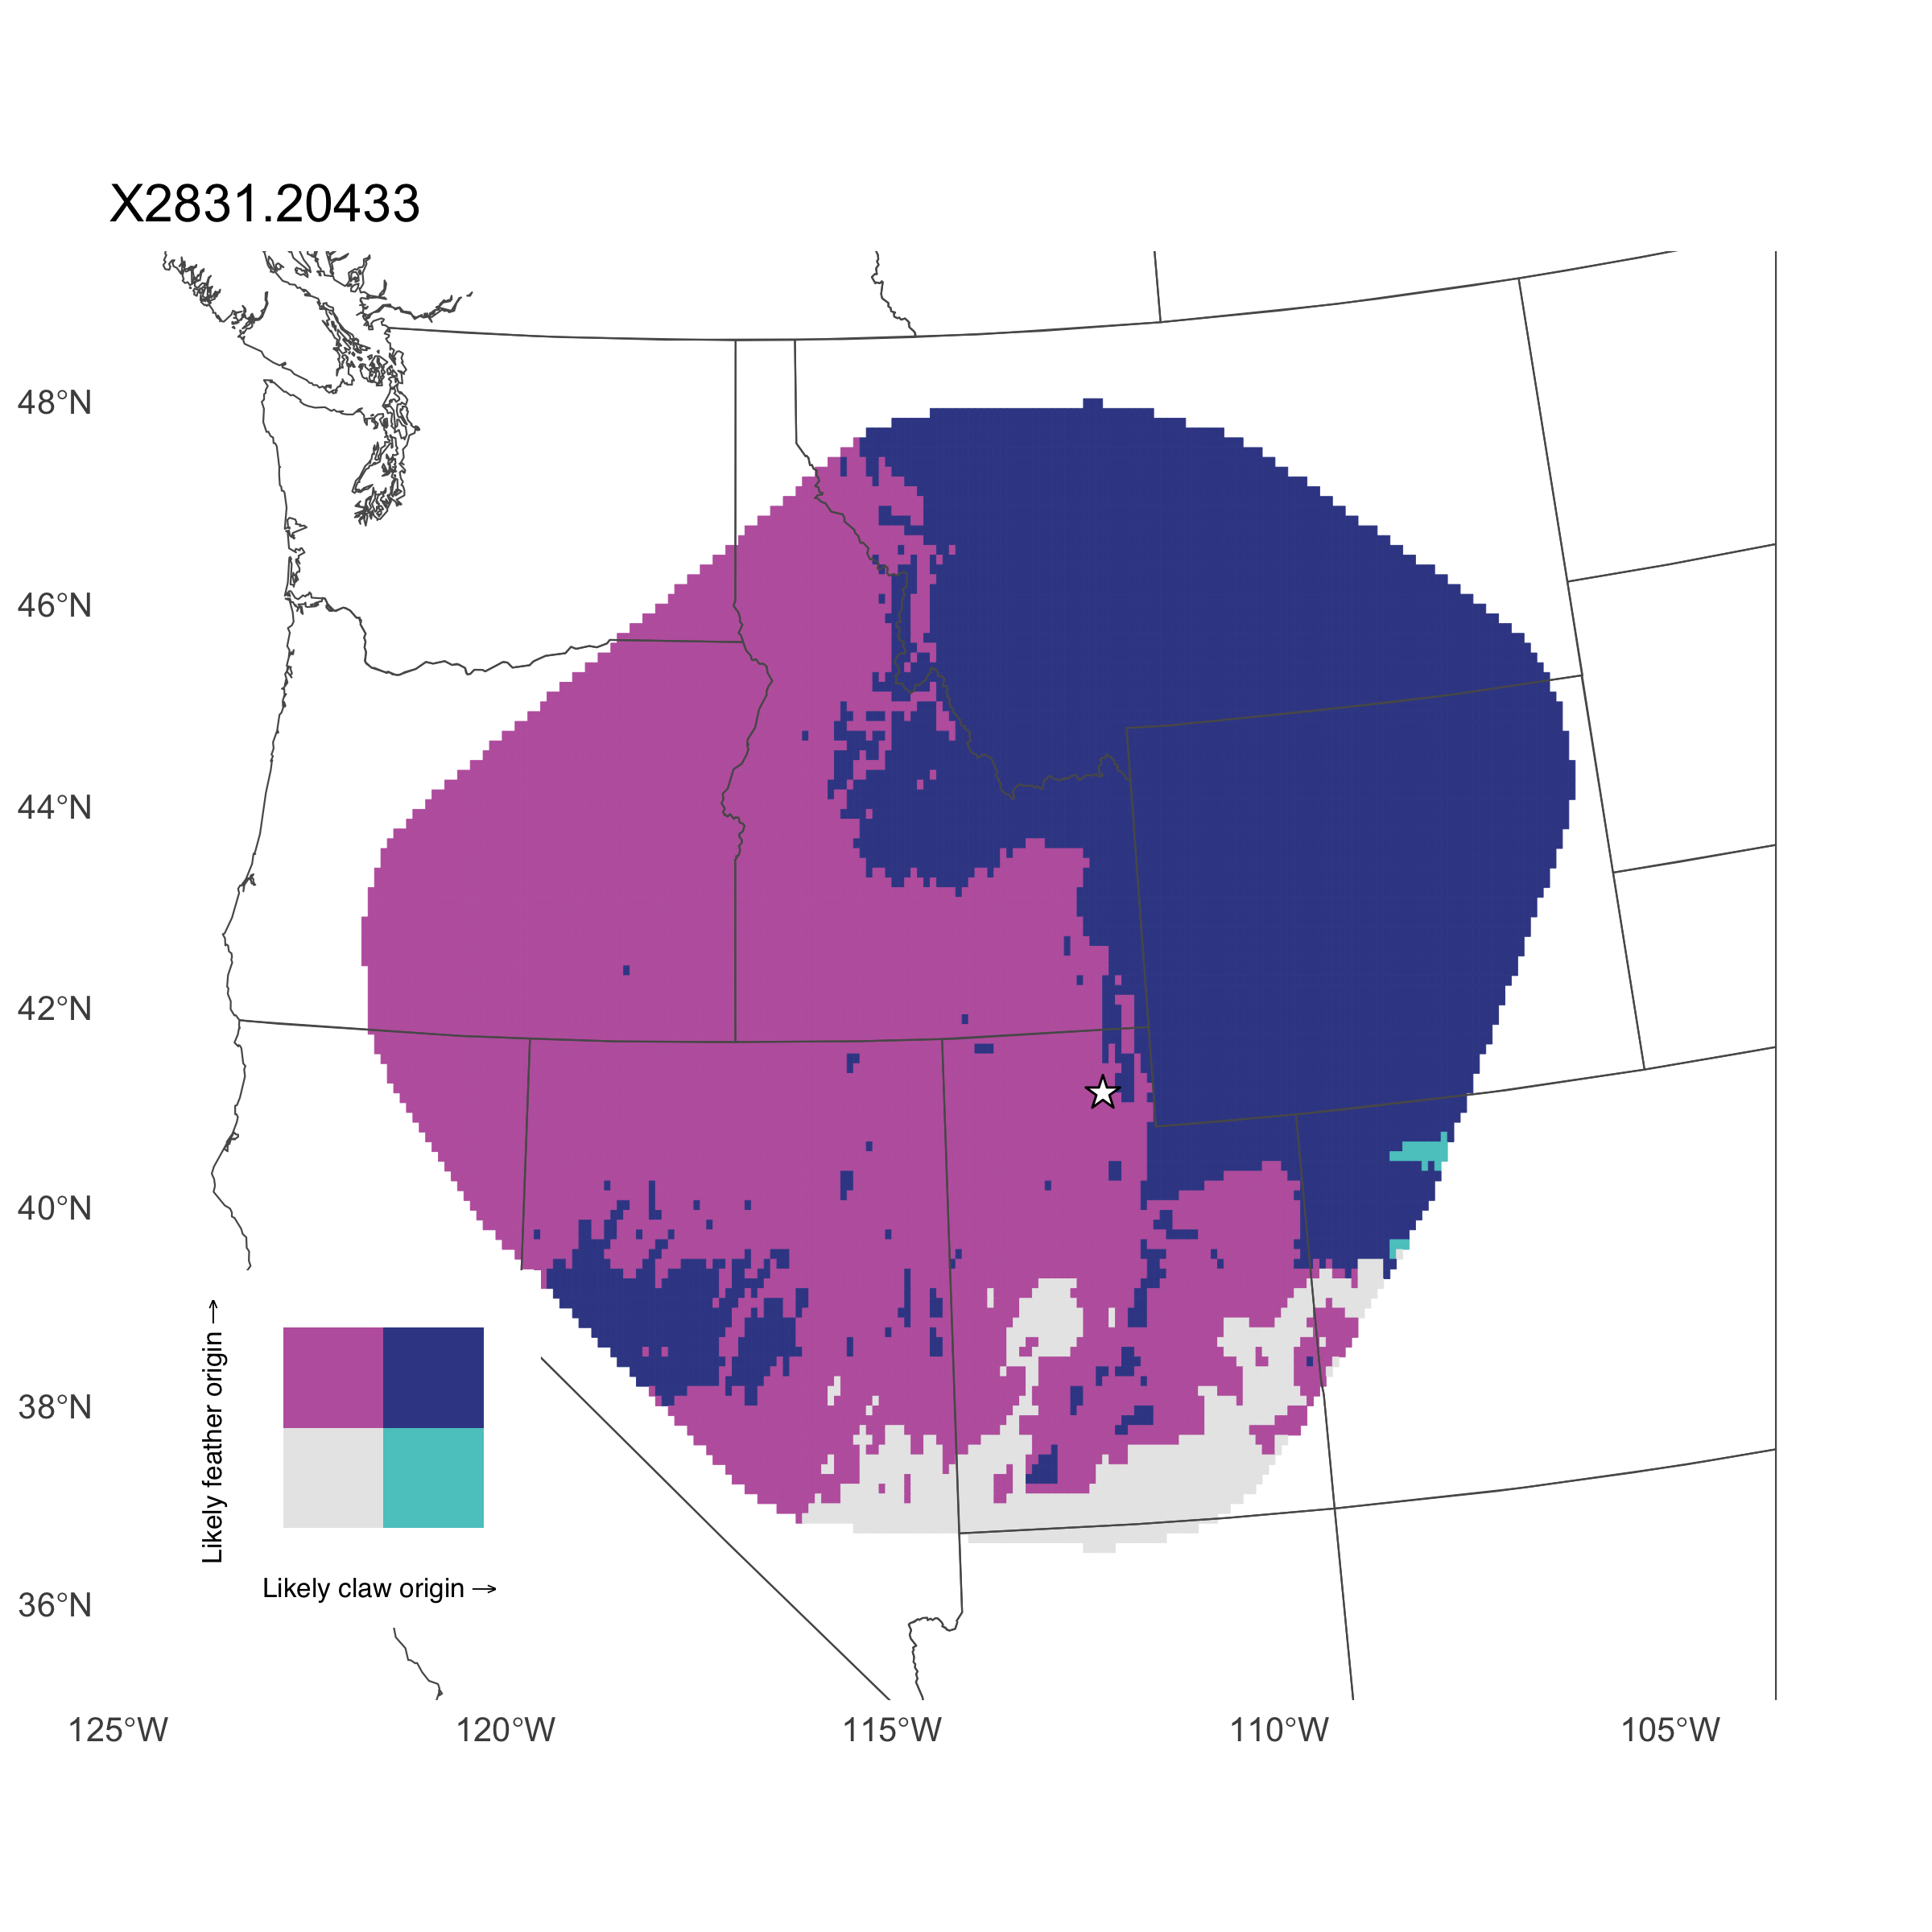 X2831.20433
48°N
46°N
44°N
42°N
40°N
38°N
36°N
Likely feather origin →
Likely claw origin →
125°W 120°W 115°W 110°W 105°W